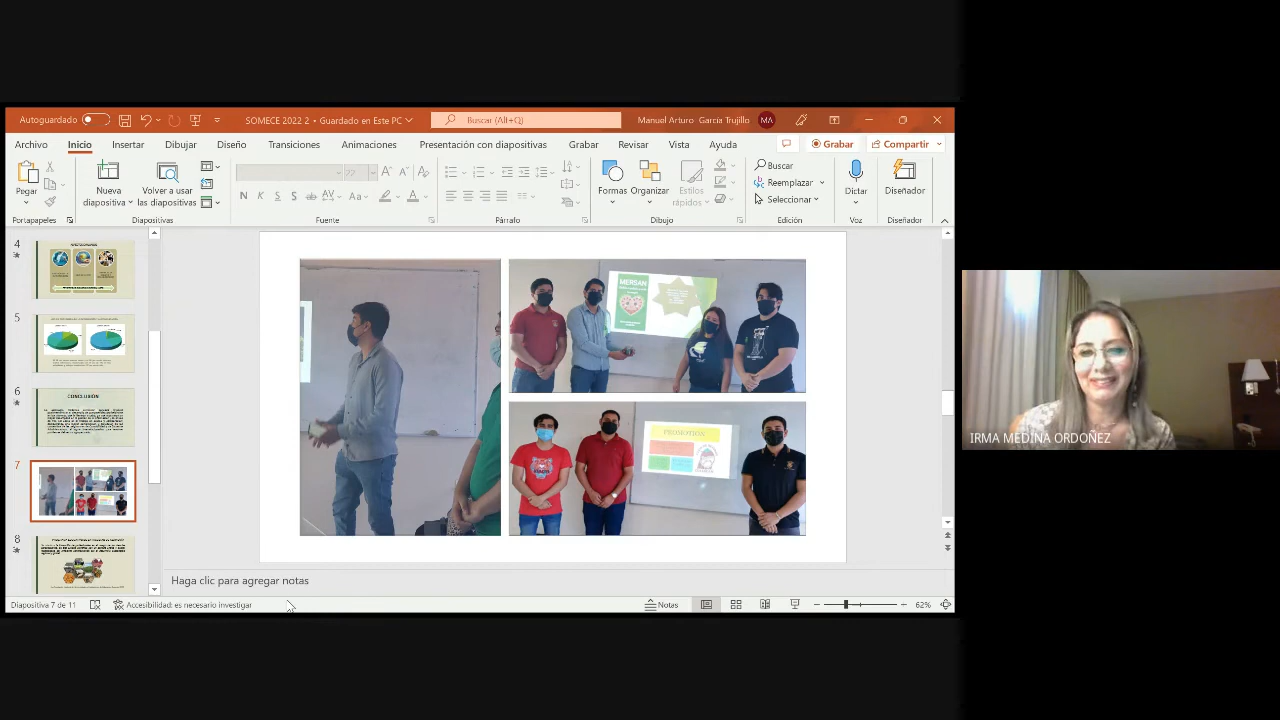 Autoguardado
SOMECE 2022 2 • Guardado en Este PC
Buscar (Alt+Q)
Manuel Arturo García Trujillo
MA
Archivo
Inicio
Insertar
Dibujar
Diseño
Transiciones
Animaciones
Presentación con diapositivas
Grabar
Revisar
Vista
Ayuda
Grabar
Compartir
Pegar
Nueva diapositiva
Volver a usar las diapositivas
22
N K S S AV Aa A
Formas
Organizar
Estilos rápidos
Buscar
Reemplazar
Seleccionar
Dictar
Diseñador
Portapapeles
Diapositivas
Fuente
Párrafo
Dibujo
Edición
Voz
Diseñador
4
5
6
CONCLUSIÓN
7
8
MERSAN
PROMOTION
IRMA MEDINA ORDOÑEZ
Haga clic para agregar notas
Diapositiva 7 de 11
Accesibilidad: es necesario investigar
Notas
62%